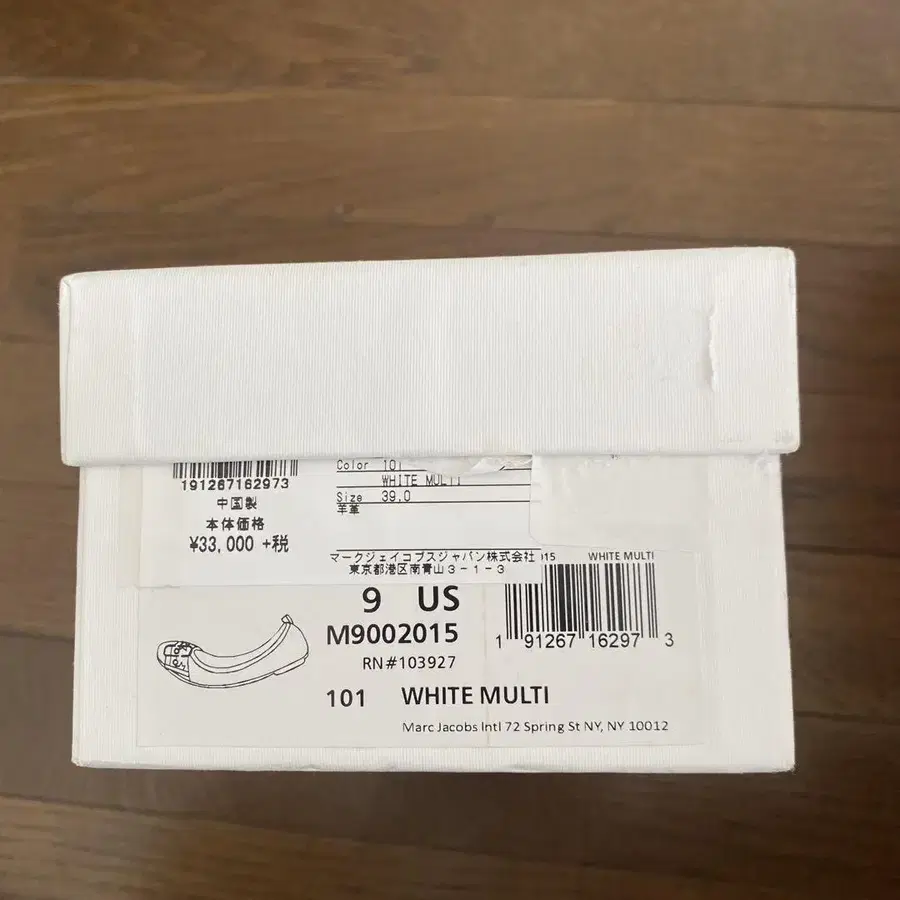 191267162973
中国製
本体価格
¥33,000 +税
Color 101
WHITE MULTI
Size 39.0
羊革
マークジェイコブスジャパン株式会社
東京都港区南青山3-1-3
15 WHITE MULTI
9 US
M9002015
RN#103927
101 WHITE MULTI
1 91267 16297 3
Marc Jacobs Intl 72 Spring St NY, NY 10012